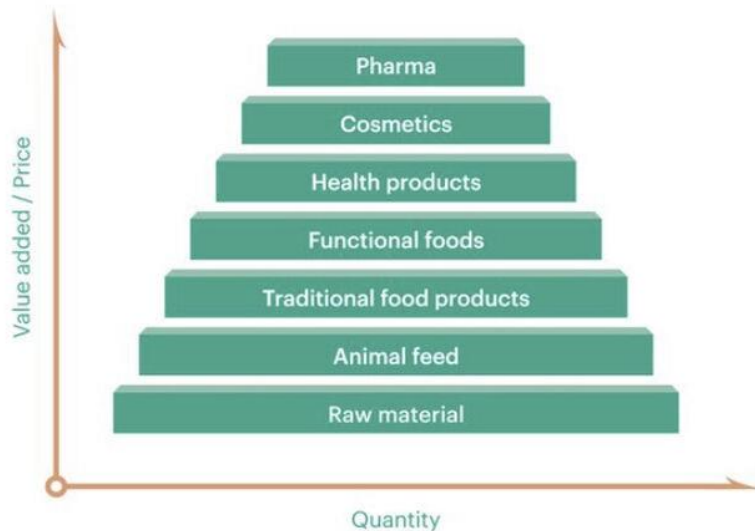 Pharma
Cosmetics
Health products
Functional foods
Traditional food products
Animal feed
Raw material
Value added / Price
Quantity